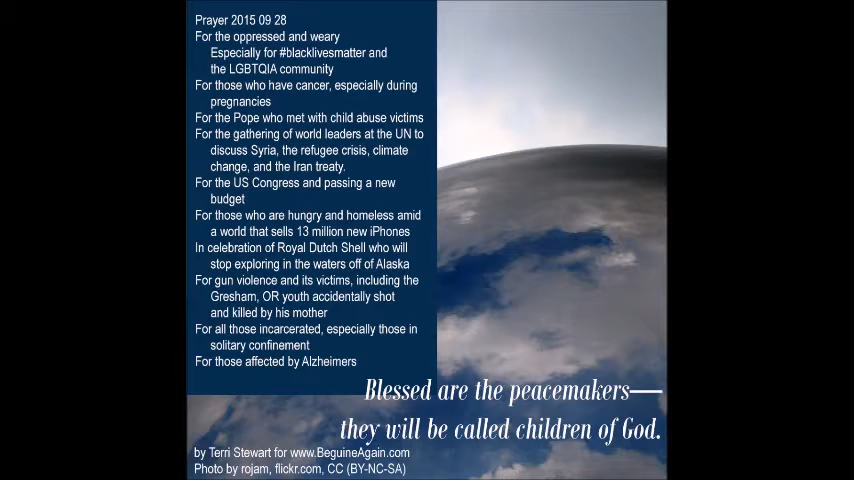 Prayer 2015 09 28
For the oppressed and weary
Especially for #blacklivesmatter and
the LGBTQIA community
For those who have cancer, especially during
pregnancies
For the Pope who met with child abuse victims
For the gathering of world leaders at the UN to
discuss Syria, the refugee crisis, climate
change, and the Iran treaty.
For the US Congress and passing a new
budget
For those who are hungry and homeless amid
a world that sells 13 million new iPhones
In celebration of Royal Dutch Shell who will
stop exploring in the waters off of Alaska
For gun violence and its victims, including the
Gresham, OR youth accidentally shot
and killed by his mother
For all those incarcerated, especially those in
solitary confinement
For those affected by Alzheimers
Blessed are the peacemakers—
they will be called children of God.
by Terri Stewart for www.BeguineAgain.com
Photo by rojam, flickr.com, CC (BY-NC-SA)